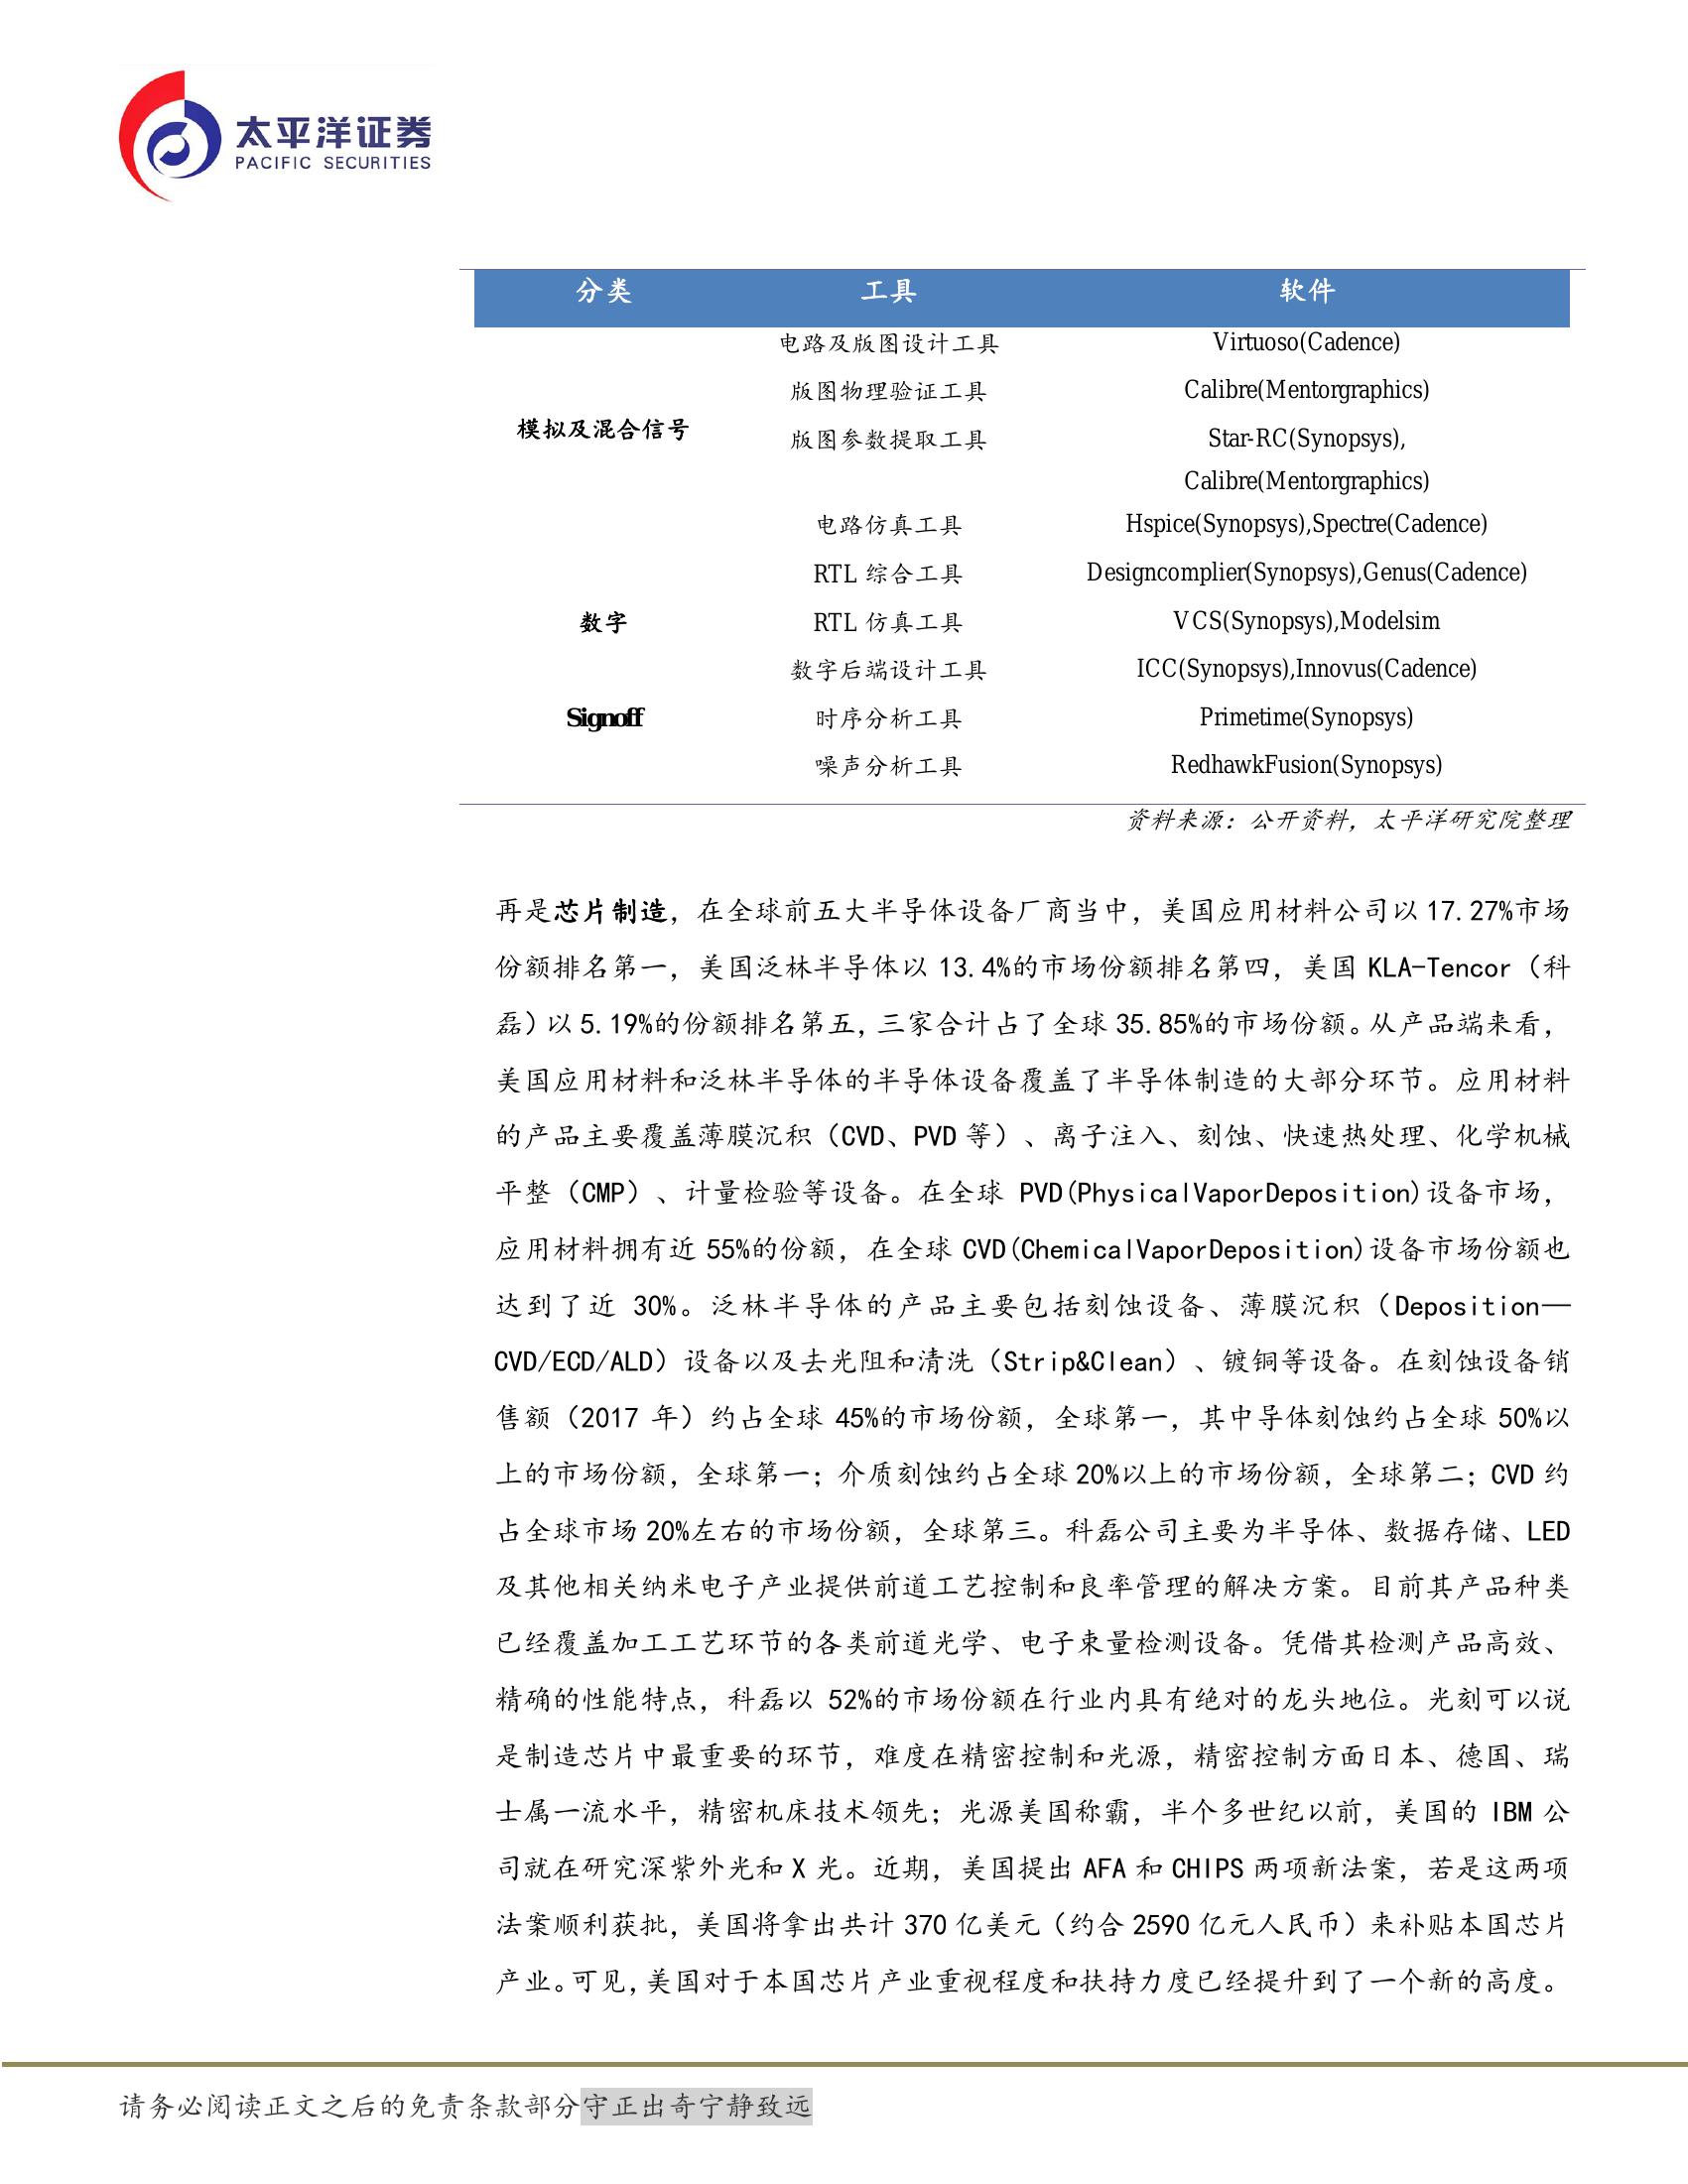 太平洋证券
PACIFIC SECURITIES
分类 工具 软件
电路及版图设计工具 Virtuoso(Cadence)
版图物理验证工具 Calibre(Mentorgraphics)
模拟及混合信号
版图参数提取工具 Star-RC(Synopsys),
Calibre(Mentorgraphics)
电路仿真工具 Hspice(Synopsys),Spectre(Cadence)
RTL 综合工具 Designcomplier(Synopsys),Genus(Cadence)
数字 RTL 仿真工具 VCS(Synopsys),Modelsim
数字后端设计工具 ICC(Synopsys),Innovus(Cadence)
Signoff 时序分析工具 Primetime(Synopsys)
噪声分析工具 RedhawkFusion(Synopsys)
资料来源：公开资料，太平洋研究院整理
再是芯片制造，在全球前五大半导体设备厂商当中，美国应用材料公司以 17.27%市场
份额排名第一，美国泛林半导体以 13.4%的市场份额排名第四，美国 KLA-Tencor（科
磊）以 5.19%的份额排名第五，三家合计占了全球 35.85%的市场份额。从产品端来看，
美国应用材料和泛林半导体的半导体设备覆盖了半导体制造的大部分环节。应用材料
的产品主要覆盖薄膜沉积（CVD、PVD 等）、离子注入、刻蚀、快速热处理、化学机械
平整（CMP）、计量检验等设备。在全球 PVD(PhysicalVaporDeposition)设备市场，
应用材料拥有近 55%的份额，在全球 CVD(ChemicalVaporDeposition)设备市场份额也
达到了近 30%。泛林半导体的产品主要包括刻蚀设备、薄膜沉积（Deposition—
CVD/ECD/ALD）设备以及去光阻和清洗（Strip&Clean）、镀铜等设备。在刻蚀设备销
售额（2017 年）约占全球 45%的市场份额，全球第一，其中导体刻蚀约占全球 50%以
上的市场份额，全球第一；介质刻蚀约占全球 20%以上的市场份额，全球第二；CVD 约
占全球市场 20%左右的市场份额，全球第三。科磊公司主要为半导体、数据存储、LED
及其他相关纳米电子产业提供前道工艺控制和良率管理的解决方案。目前其产品种类
已经覆盖加工工艺环节的各类前道光学、电子束量检测设备。凭借其检测产品高效、
精确的性能特点，科磊以 52%的市场份额在行业内具有绝对的龙头地位。光刻可以说
是制造芯片中最重要的环节，难度在精密控制和光源，精密控制方面日本、德国、瑞
士属一流水平，精密机床技术领先；光源美国称霸，半个多世纪以前，美国的 IBM 公
司就在研究深紫外光和 X 光。近期，美国提出 AFA 和 CHIPS 两项新法案，若是这两项
法案顺利获批，美国将拿出共计 370 亿美元（约合 2590 亿元人民币）来补贴本国芯片
产业。可见，美国对于本国芯片产业重视程度和扶持力度已经提升到了一个新的高度。
请务必阅读正文之后的免责条款部分守正出奇宁静致远